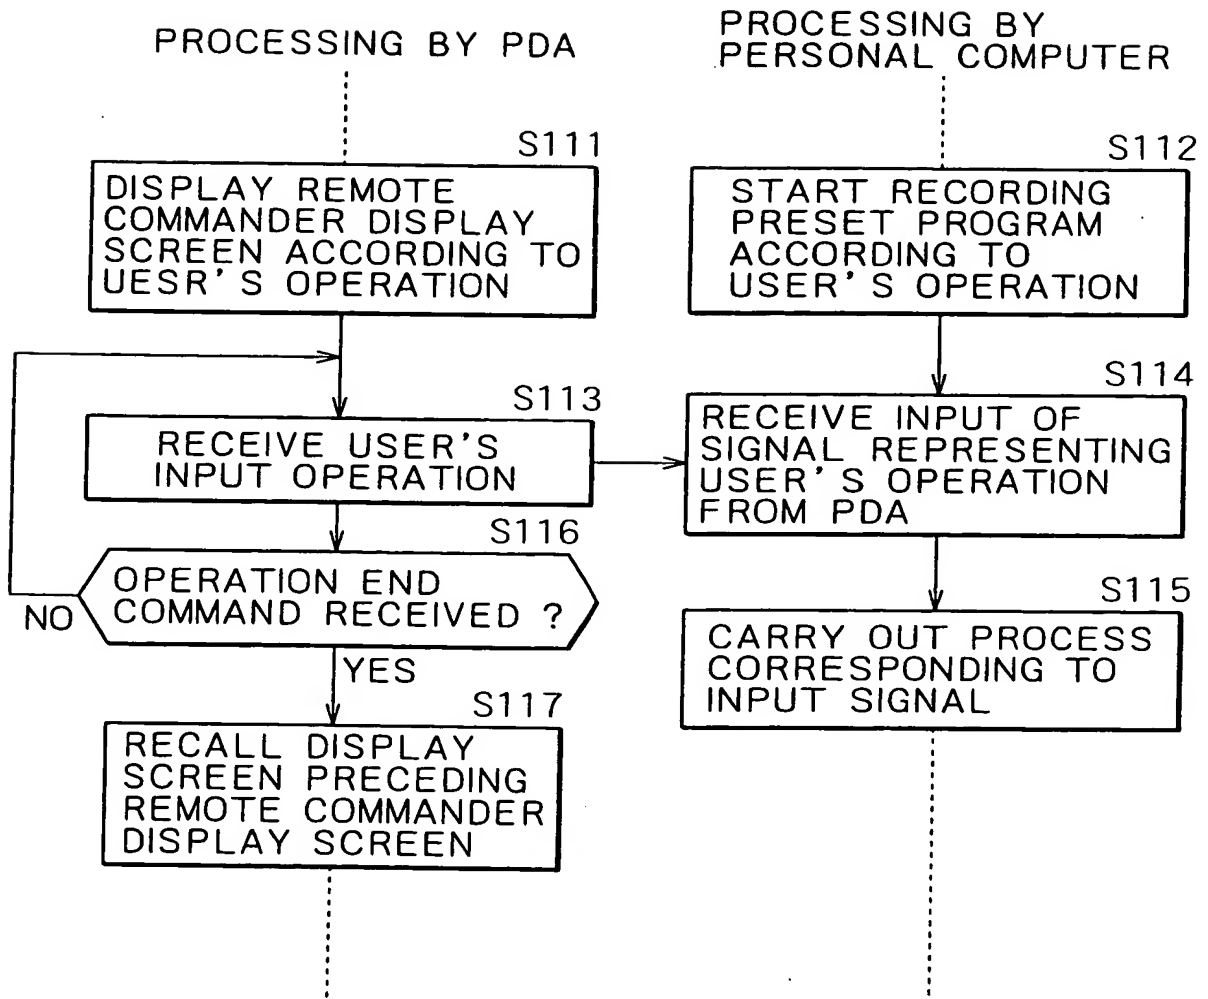 PROCESSING BY PDA
PROCESSING BY
PERSONAL COMPUTER
S111
DISPLAY REMOTE
COMMANDER DISPLAY
SCREEN ACCORDING TO
UESR'S OPERATION
S112
START RECORDING
PRESET PROGRAM
ACCORDING TO
USER'S OPERATION
S113
RECEIVE USER'S
INPUT OPERATION
S114
RECEIVE INPUT OF
SIGNAL REPRESENTING
USER'S OPERATION
FROM PDA
S116
OPERATION END
COMMAND RECEIVED ?
NO
YES
S115
CARRY OUT PROCESS
CORRESPONDING TO
INPUT SIGNAL
S117
RECALL DISPLAY
SCREEN PRECEDING
REMOTE COMMANDER
DISPLAY SCREEN